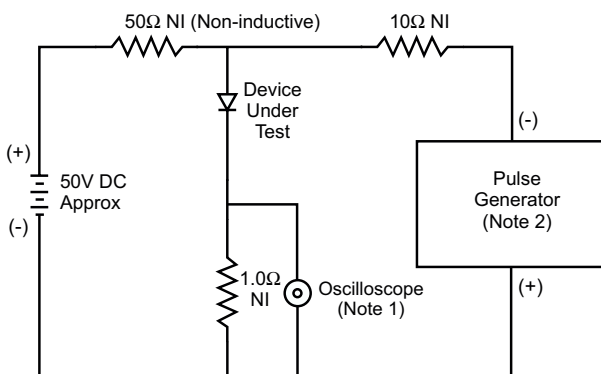 50Ω NI (Non-inductive)
10Ω NI
Device
Under
Test
(-)
(+)
50V DC
Approx
(-)
Pulse
Generator
(Note 2)
1.0Ω
NI
Oscilloscope
(Note 1)
(+)